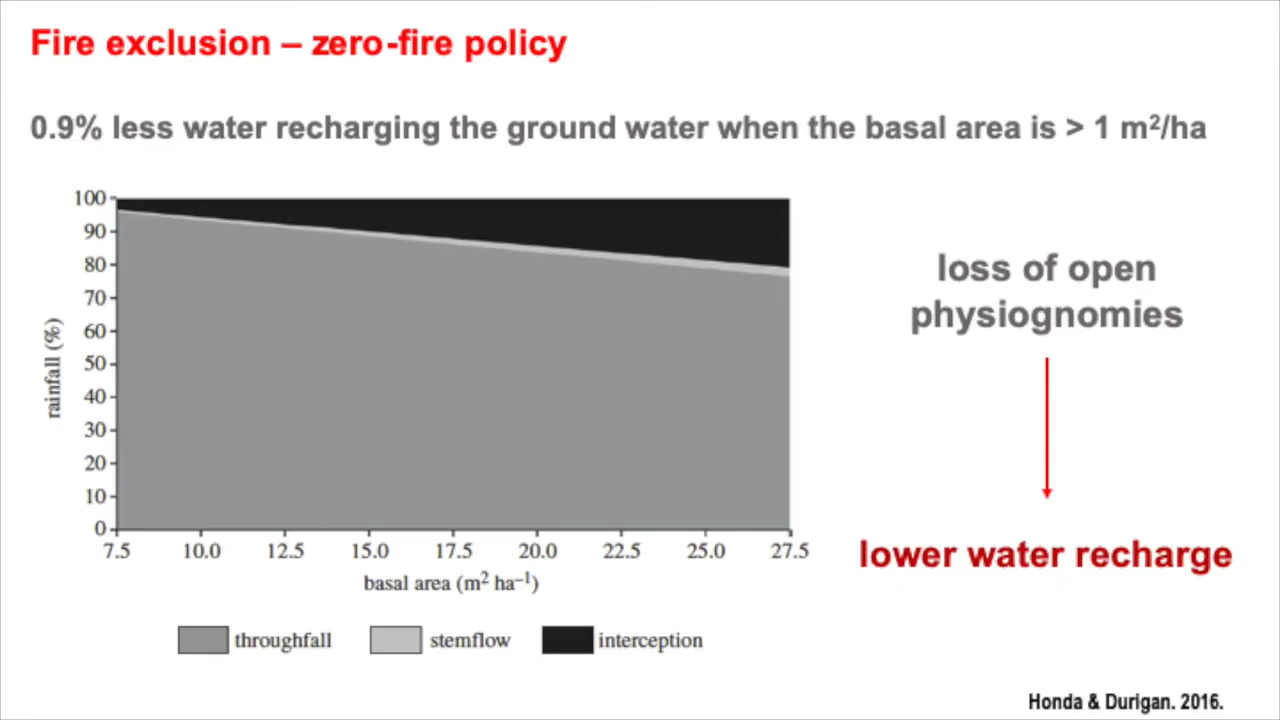 Fire exclusion – zero-fire policy
0.9% less water recharging the ground water when the basal area is > 1 m²/ha
100
90
80
70
60
50
40
30
20
10
0
rainfall (%)
7.5 10.0 12.5 15.0 17.5 20.0 22.5 25.0 27.5
basal area (m² ha⁻¹)
throughfall stemflow interception
loss of open
physiognomies
lower water recharge
Honda & Durigan. 2016.